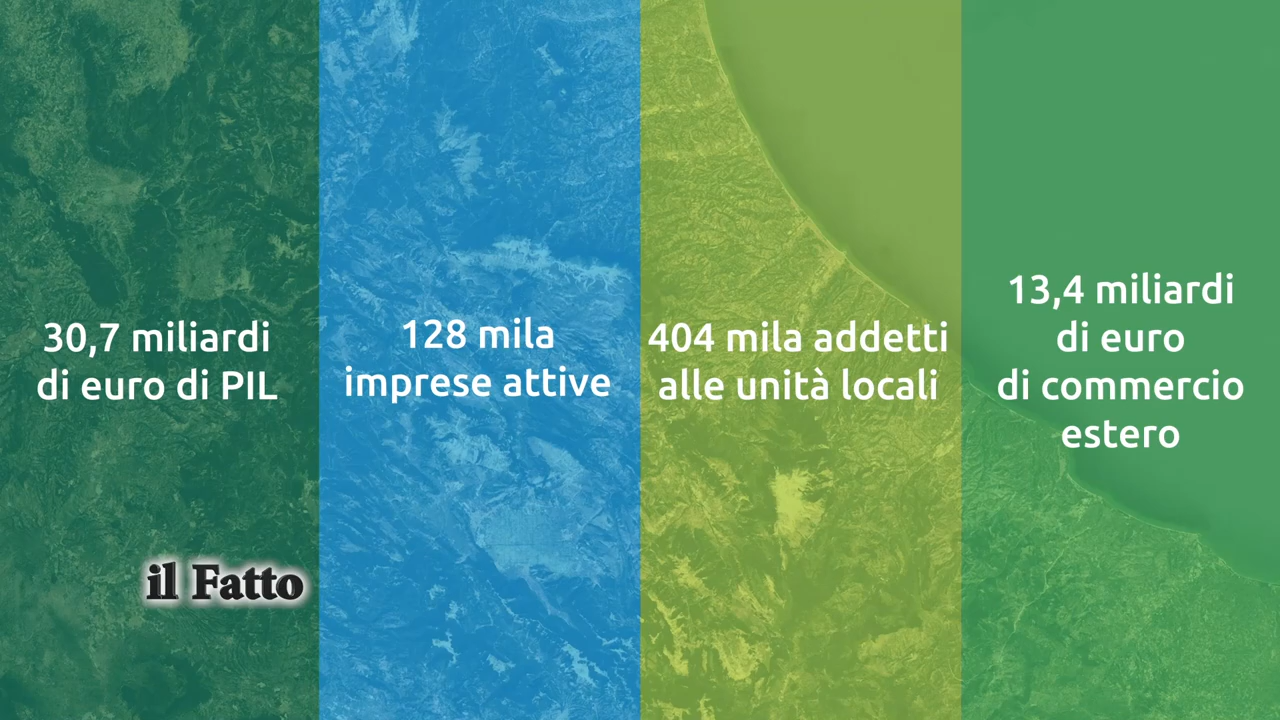 30,7 miliardi
di euro di PIL
128 mila
imprese attive
404 mila addetti
alle unità locali
13,4 miliardi
di euro
di commercio
estero
il Fatto